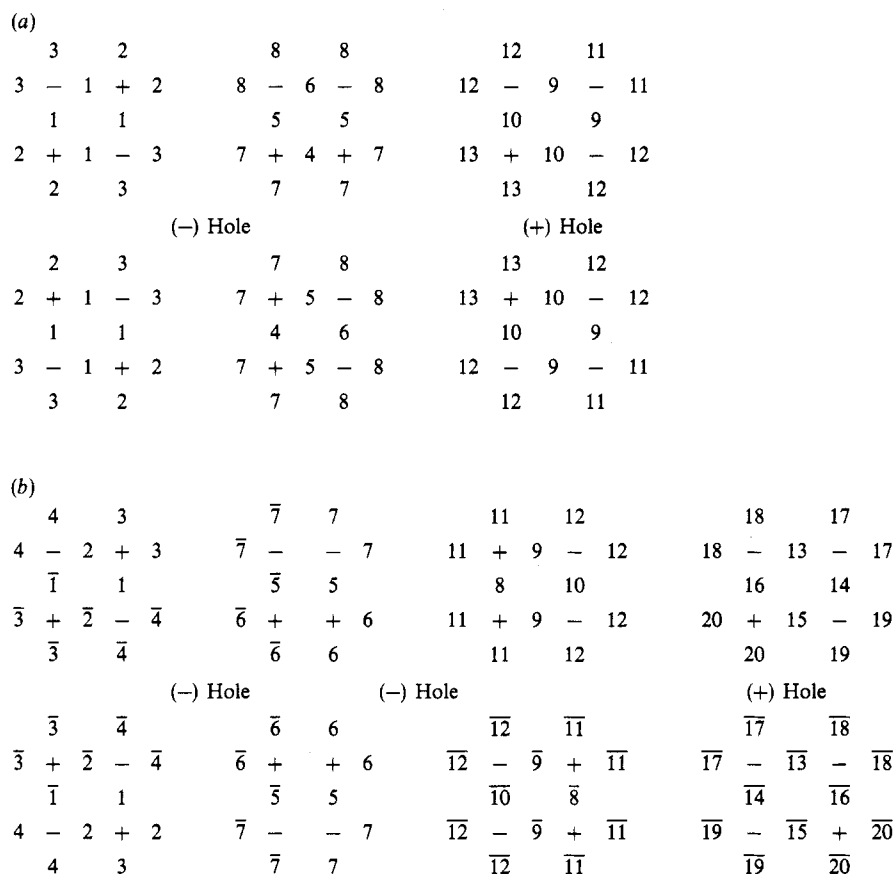 (a)
3 2 8 8 12 11
3 − 1 + 2 8 − 6 − 8 12 − 9 − 11
1 1 5 5 10 9
2 + 1 − 3 7 + 4 + 7 13 + 10 − 12
2 3 7 7 13 12
(−) Hole (+) Hole
2 3 7 8 13 12
2 + 1 − 3 7 + 5 − 8 13 + 10 − 12
1 1 4 6 10 9
3 − 1 + 2 7 + 5 − 8 12 − 9 − 11
3 2 7 8 12 11
(b)
4 3 7̅ 7 11 12 18 17
4 − 2 + 3 7̅ − − 7 11 + 9 − 12 18 − 13 − 17
1̅ 1 5̅ 5 8 10 16 14
3̅ + 2̅ − 4̅ 6̅ + + 6 11 + 9 − 12 20 + 15 − 19
3̅ 4̅ 6̅ 6 11 12 20 19
(−) Hole (−) Hole (+) Hole
3̅ 4̅ 6̅ 6 1̅2̅ 1̅1̅ 1̅7̅ 1̅8̅
3̅ + 2̅ − 4̅ 6̅ + + 6 1̅2̅ − 9̅ + 1̅1̅ 1̅7̅ − 1̅3̅ − 1̅8̅
1̅ 1 5̅ 5 1̅0̅ 8̅ 1̅4̅ 1̅6̅
4 − 2 + 2 7̅ − − 7 1̅2̅ − 9̅ + 1̅1̅ 1̅9̅ − 1̅5̅ + 2̅0̅
4 3 7̅ 7 1̅2̅ 1̅1̅ 1̅9̅ 2̅0̅